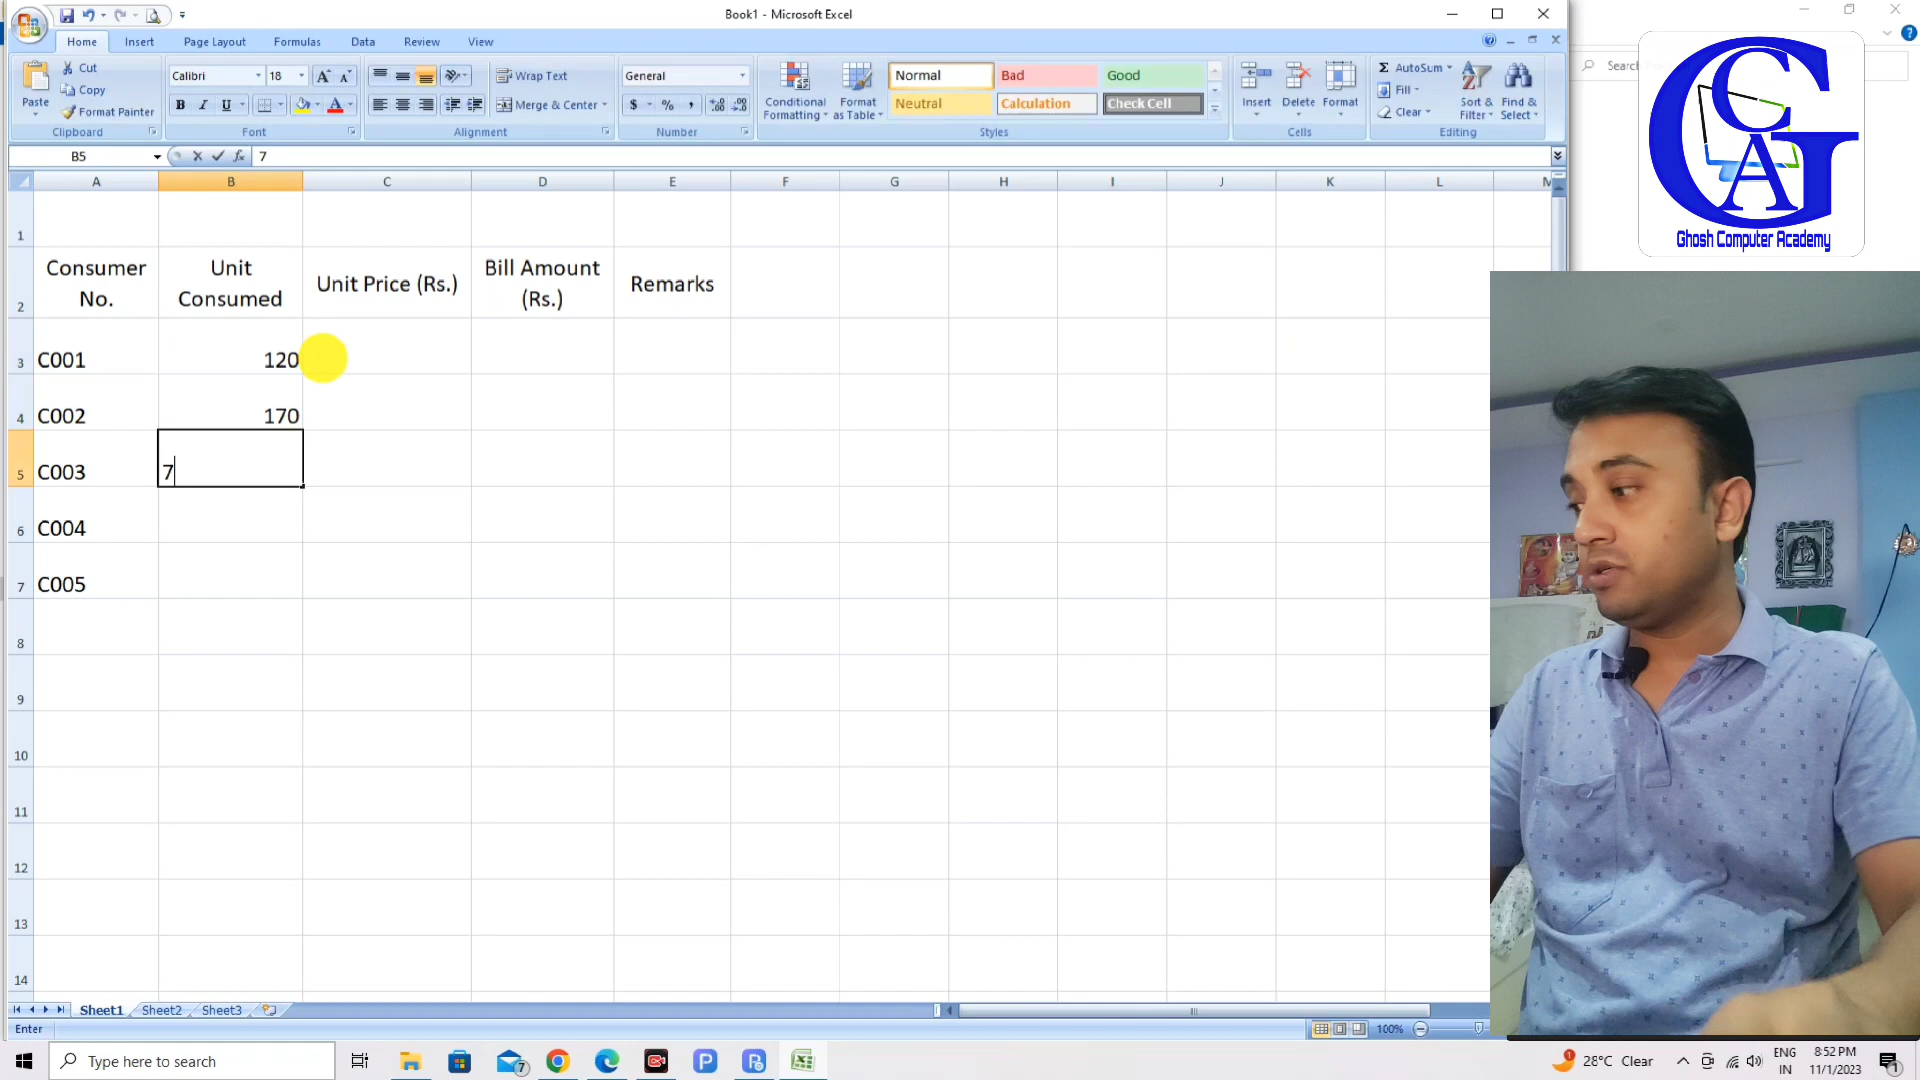 Book1 - Microsoft Excel
Home Insert Page Layout Formulas Data Review View
Paste
Cut
Copy
Format Painter
Clipboard
Calibri 18
B I U
Font
Wrap Text
Merge & Center
Alignment
General
$ % ,
Number
Conditional Formatting
Format as Table
Normal Bad Good
Neutral Calculation Check Cell
Styles
Insert Delete Format
Cells
AutoSum
Fill
Clear
Sort & Filter
Find & Select
Editing
B5 fx 7
A B C D E F G H I J K L M
1
2 Consumer No. Unit Consumed Unit Price (Rs.) Bill Amount (Rs.) Remarks
3 C001 120
4 C002 170
5 C003 7
6 C004
7 C005
8
9
10
11
12
13
14
Sheet1 Sheet2 Sheet3
Enter
100%
Type here to search
7
P
28°C Clear
ENG
IN
8:52 PM
11/1/2023
1
CGA
Ghosh Computer Academy